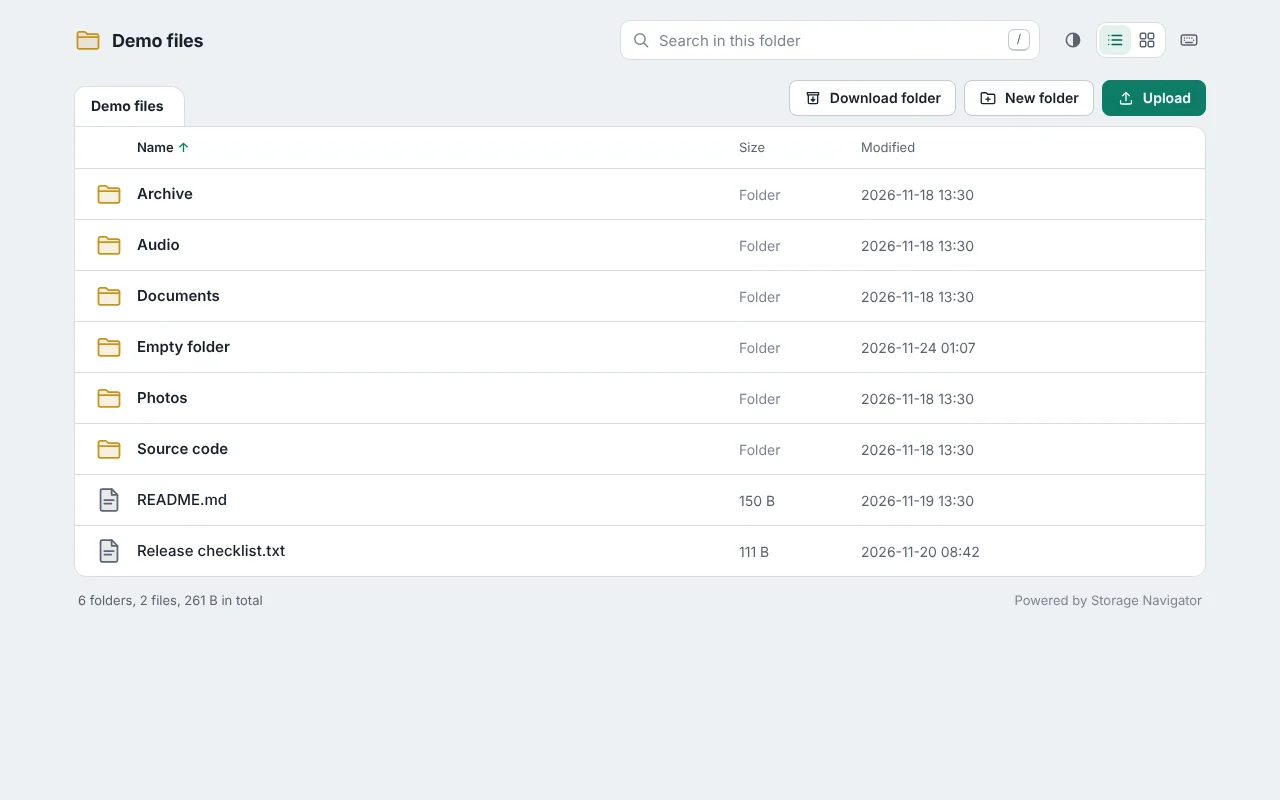 Demo files
Search in this folder /
Demo files
Download folder
New folder
Upload
Name Size Modified
Archive Folder 2026-11-18 13:30
Audio Folder 2026-11-18 13:30
Documents Folder 2026-11-18 13:30
Empty folder Folder 2026-11-24 01:07
Photos Folder 2026-11-18 13:30
Source code Folder 2026-11-18 13:30
README.md 150 B 2026-11-19 13:30
Release checklist.txt 111 B 2026-11-20 08:42
6 folders, 2 files, 261 B in total
Powered by Storage Navigator